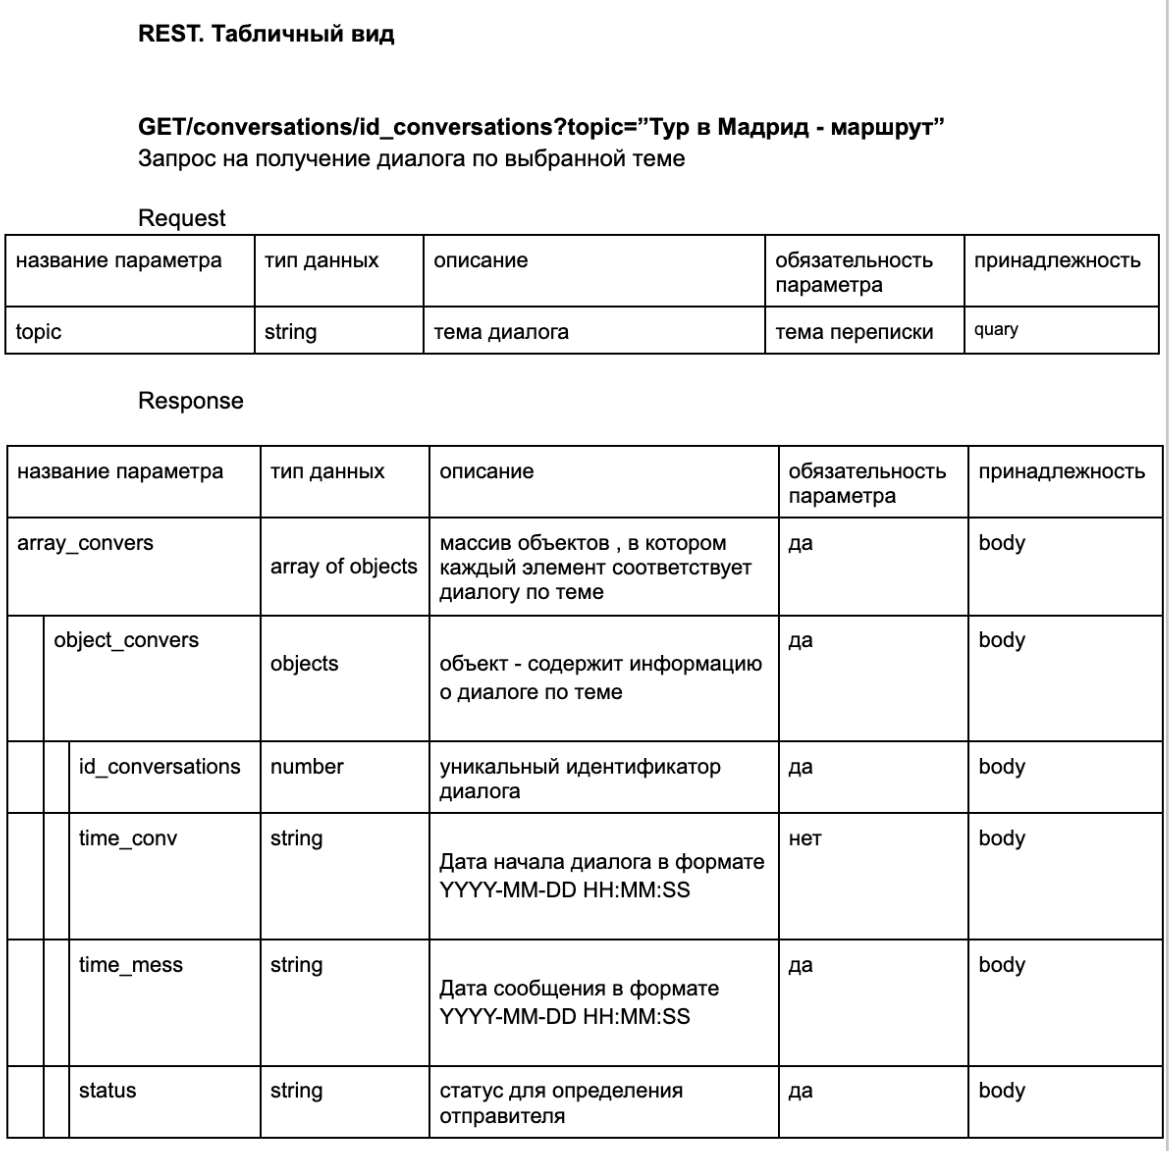 REST. Табличный вид
GET/conversations/id_conversations?topic=”Тур в Мадрид - маршрут”
Запрос на получение диалога по выбранной теме
Request
название параметра тип данных описание обязательность параметра принадлежность
topic string тема диалога тема переписки quary
Response
название параметра тип данных описание обязательность параметра принадлежность
array_convers array of objects массив объектов , в котором каждый элемент соответствует диалогу по теме да body
object_convers objects объект - содержит информацию о диалоге по теме да body
id_conversations number уникальный идентификатор диалога да body
time_conv string Дата начала диалога в формате YYYY-MM-DD HH:MM:SS нет body
time_mess string Дата сообщения в формате YYYY-MM-DD HH:MM:SS да body
status string статус для определения отправителя да body